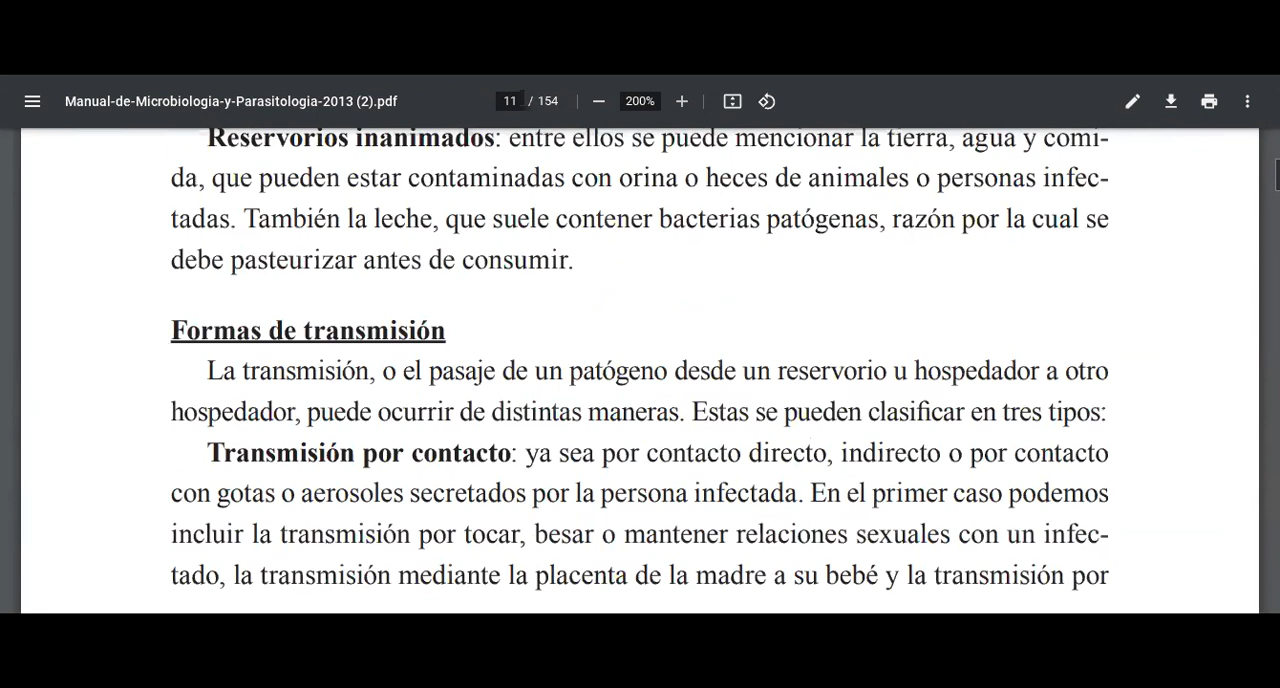 Manual-de-Microbiologia-y-Parasitologia-2013 (2).pdf
11 / 154
200%
Reservorios inanimados: entre ellos se puede mencionar la tierra, agua y comi-
da, que pueden estar contaminadas con orina o heces de animales o personas infec-
tadas. También la leche, que suele contener bacterias patógenas, razón por la cual se
debe pasteurizar antes de consumir.
Formas de transmisión
La transmisión, o el pasaje de un patógeno desde un reservorio u hospedador a otro
hospedador, puede ocurrir de distintas maneras. Estas se pueden clasificar en tres tipos:
Transmisión por contacto: ya sea por contacto directo, indirecto o por contacto
con gotas o aerosoles secretados por la persona infectada. En el primer caso podemos
incluir la transmisión por tocar, besar o mantener relaciones sexuales con un infec-
tado, la transmisión mediante la placenta de la madre a su bebé y la transmisión por